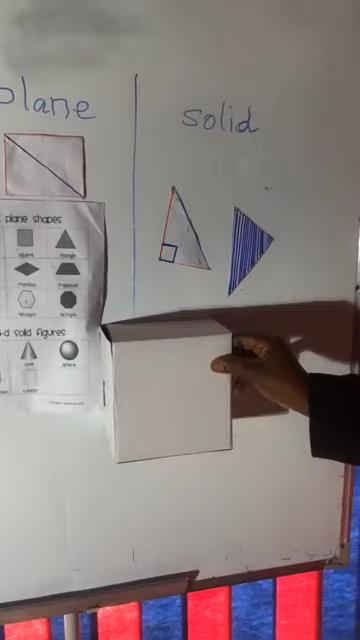 plane
solid
plane shapes
square triangle
rhombus trapezoid
hexagon octagon
solid figures
cone sphere